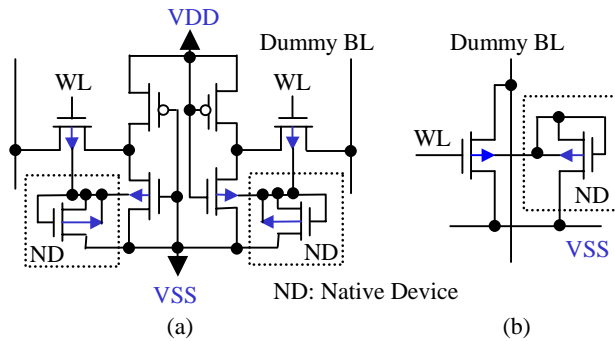 VDD
Dummy BL
Dummy BL
WL
WL
WL
ND
ND
ND
VSS
VSS
ND: Native Device
(a)
(b)